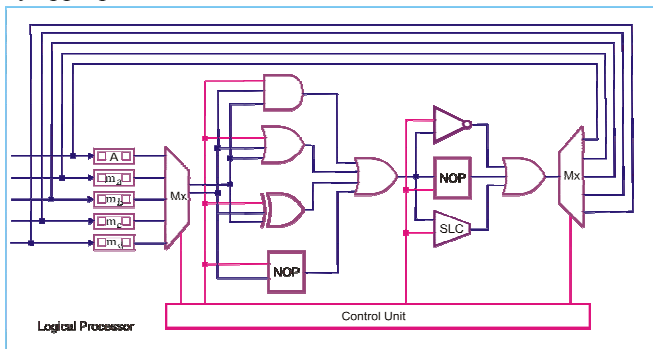 A
Mx
NOP
NOP
SLC
Mx
Control Unit
Logical Processor